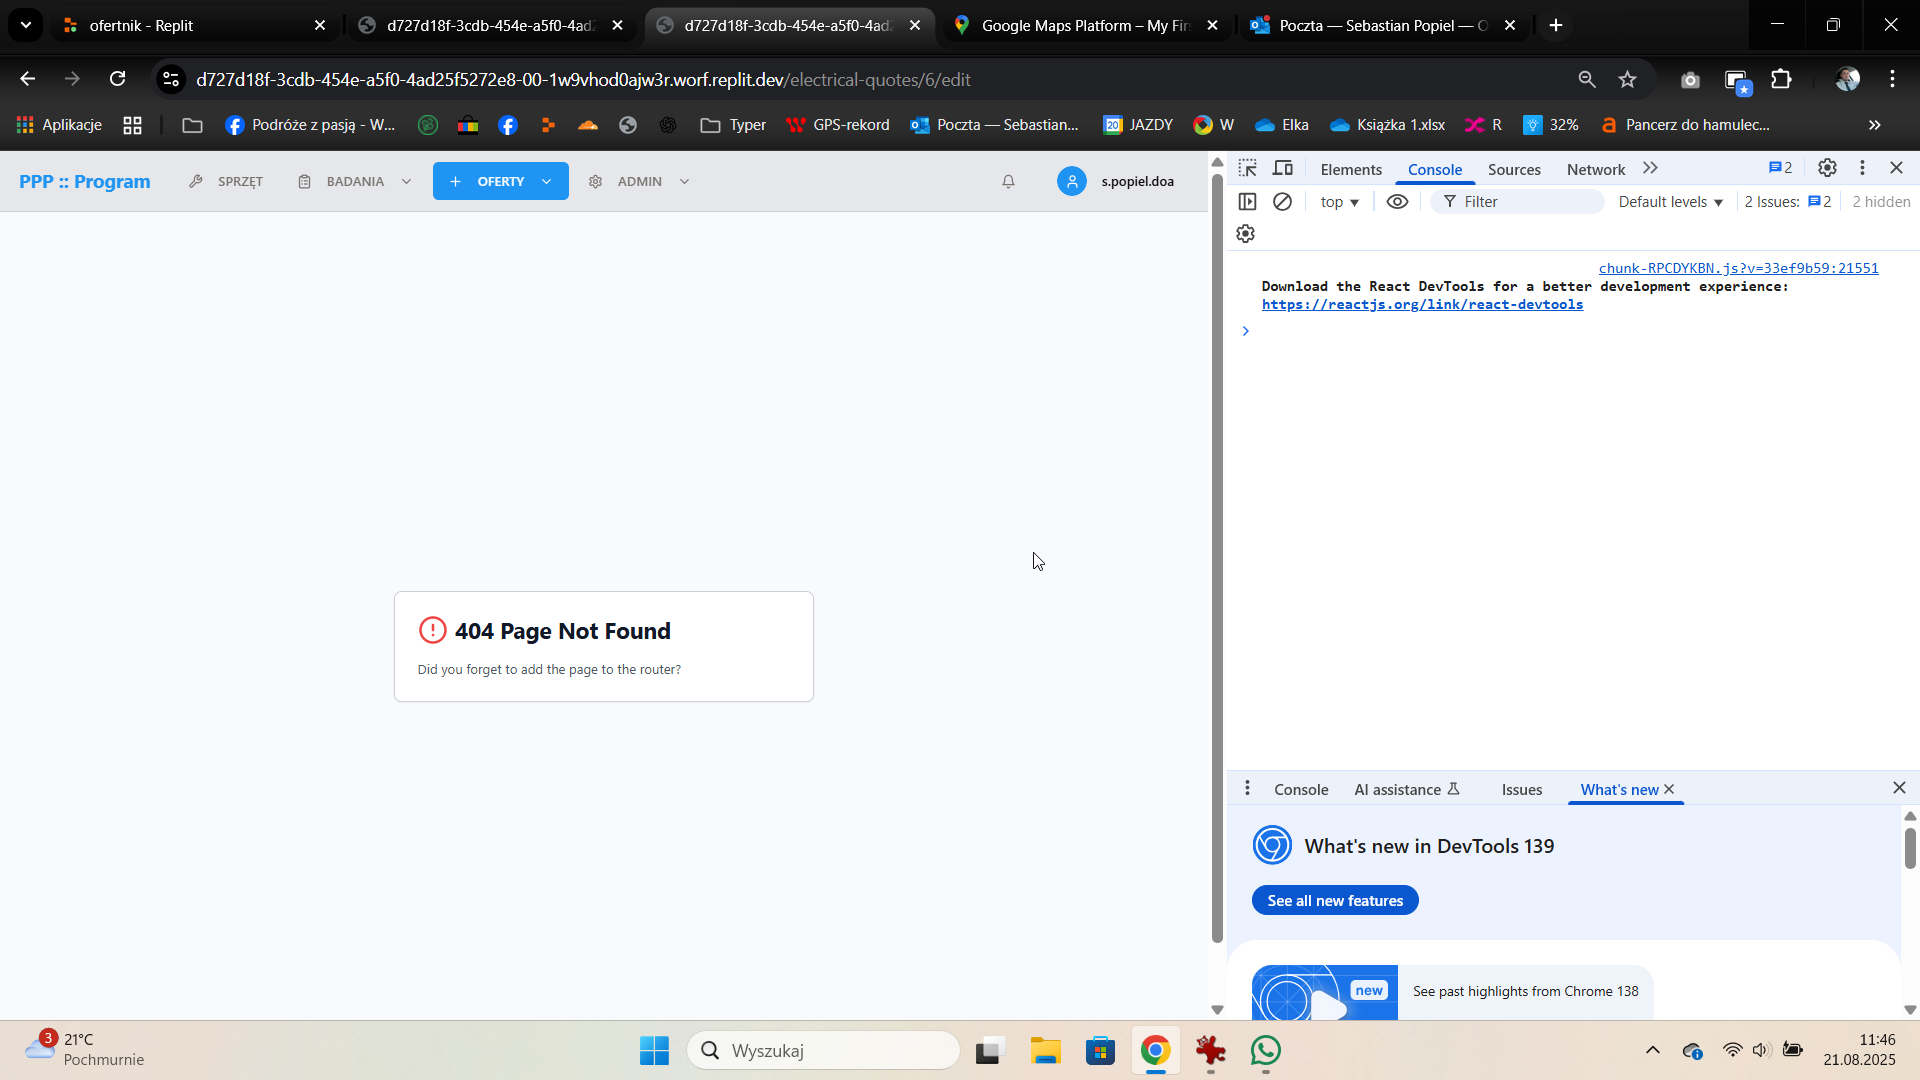 ofertnik - Replit
d727d18f-3cdb-454e-a5f0-4ad2
d727d18f-3cdb-454e-a5f0-4ad2
Google Maps Platform – My Fir
Poczta — Sebastian Popiel — O
d727d18f-3cdb-454e-a5f0-4ad25f5272e8-00-1w9vhod0ajw3r.worf.replit.dev/electrical-quotes/6/edit
Aplikacje
Podróże z pasją - W...
Typer
GPS-rekord
Poczta — Sebastian...
20
JAZDY
W
Elka
Książka 1.xlsx
R
32%
Pancerz do hamulec...
PPP :: Program
SPRZĘT
BADANIA
OFERTY
ADMIN
s.popiel.doa
404 Page Not Found
Did you forget to add the page to the router?
Elements
Console
Sources
Network
2
top
Filter
Default levels
2 Issues:
2
2 hidden
chunk-RPCDYKBN.js?v=33ef9b59:21551
Download the React DevTools for a better development experience:
https://reactjs.org/link/react-devtools
Console
AI assistance
Issues
What's new
What's new in DevTools 139
See all new features
new
See past highlights from Chrome 138
3
21°C
Pochmurnie
Wyszukaj
11:46
21.08.2025